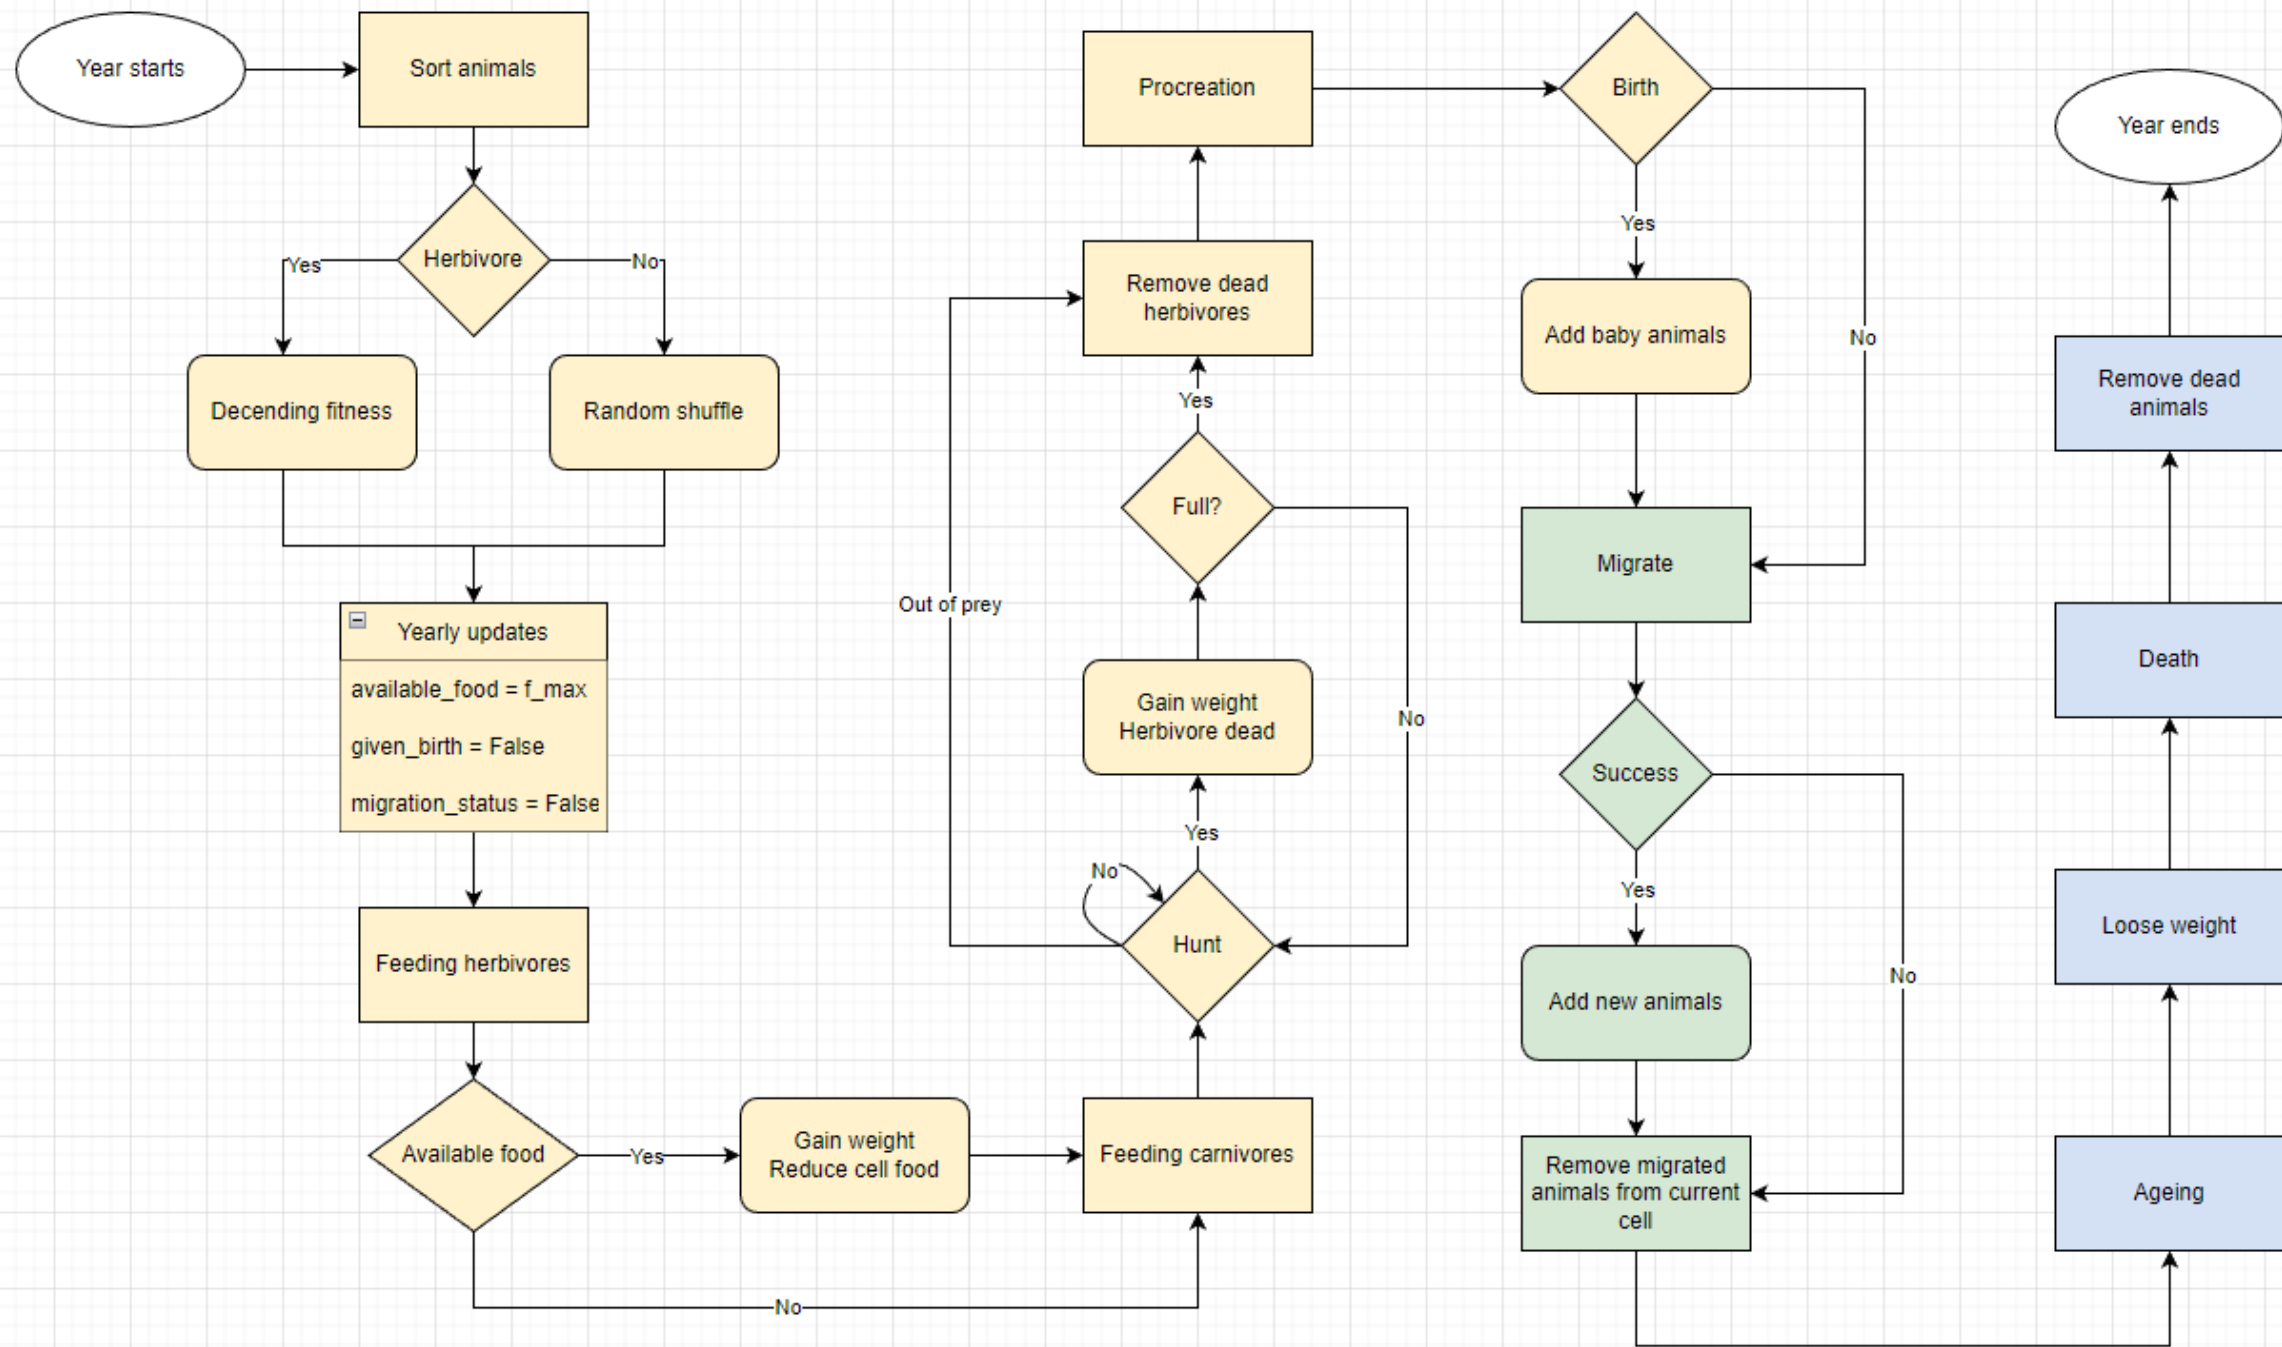 Year starts
Sort animals
Herbivore
Yes
No
Decending fitness
Random shuffle
Yearly updates
available_food = f_max
given_birth = False
migration_status = False
Feeding herbivores
Available food
Yes
No
Gain weight
Reduce cell food
Feeding carnivores
Hunt
No
Yes
Out of prey
Gain weight
Herbivore dead
Full?
Yes
No
Remove dead
herbivores
Procreation
Birth
Yes
No
Add baby animals
Migrate
Success
Yes
No
Add new animals
Remove migrated
animals from current
cell
Ageing
Loose weight
Death
Remove dead
animals
Year ends